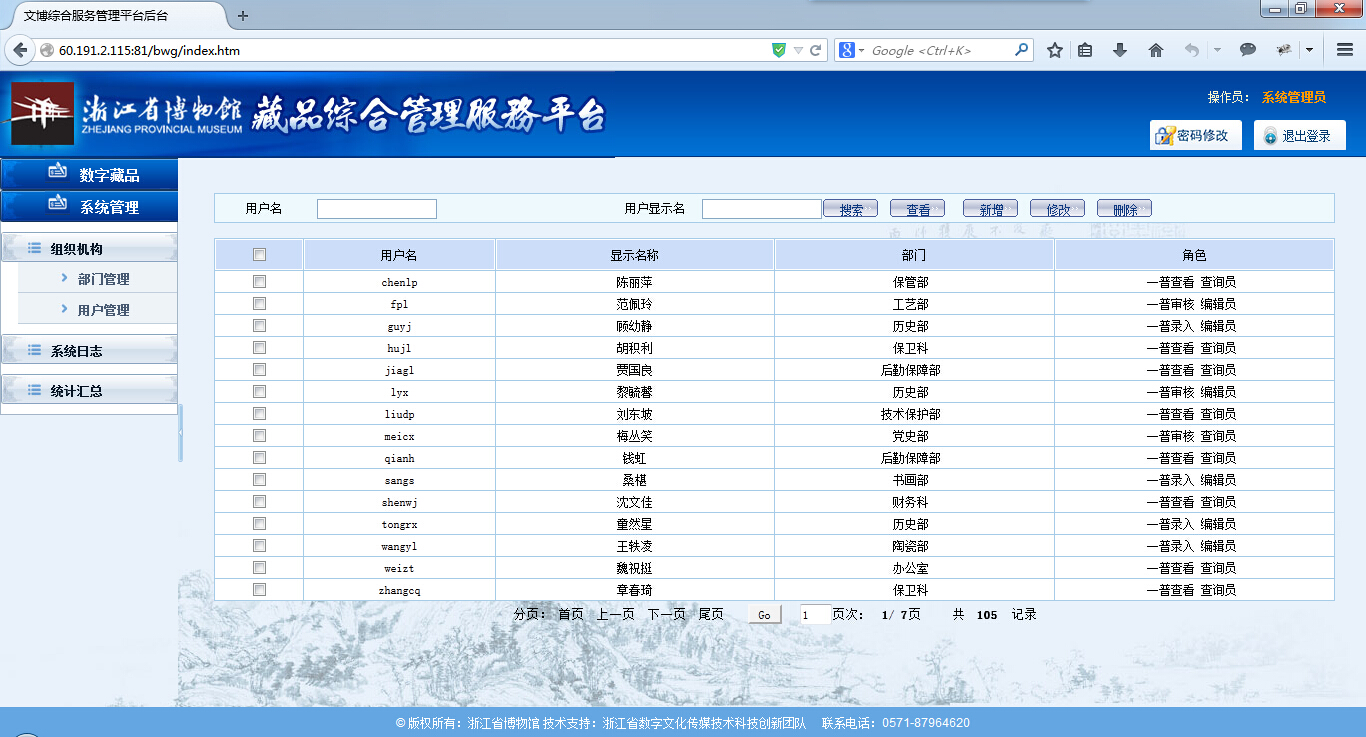 文博综合服务管理平台后台
60.191.2.115:81/bwg/index.htm
Google <Ctrl+K>
浙江省博物館 藏品综合管理服務平台
ZHEJIANG PROVINCIAL MUSEUM
操作员： 系统管理员
密码修改 退出登录
数字藏品
系统管理
组织机构
部门管理
用户管理
系统日志
统计汇总
用户名 用户显示名 搜索 查看 新增 修改 删除
用户名 显示名称 部门 角色
chenlp 陈丽萍 保管部 一普查看 查询员
fpl 范佩玲 工艺部 一普审核 编辑员
guyj 顾幼静 历史部 一普录入 编辑员
hujl 胡积利 保卫科 一普查看 查询员
jiagl 贾国良 后勤保障部 一普查看 查询员
lyx 黎毓馨 历史部 一普审核 编辑员
liudp 刘东坡 技术保护部 一普查看 查询员
meicx 梅丛笑 党史部 一普审核 查询员
qianh 钱虹 后勤保障部 一普查看 查询员
sangs 桑椹 书画部 一普录入 编辑员
shenwj 沈文佳 财务科 一普查看 查询员
tongrx 童然星 历史部 一普录入 编辑员
wangyl 王轶凌 陶瓷部 一普录入 编辑员
weizt 魏祝挺 办公室 一普查看 查询员
zhangcq 章春琦 保卫科 一普查看 查询员
分页： 首页 上一页 下一页 尾页 Go 1 页次： 1/ 7页 共 105 记录
© 版权所有：浙江省博物馆 技术支持：浙江省数字文化传媒技术科技创新团队 联系电话：0571-87964620